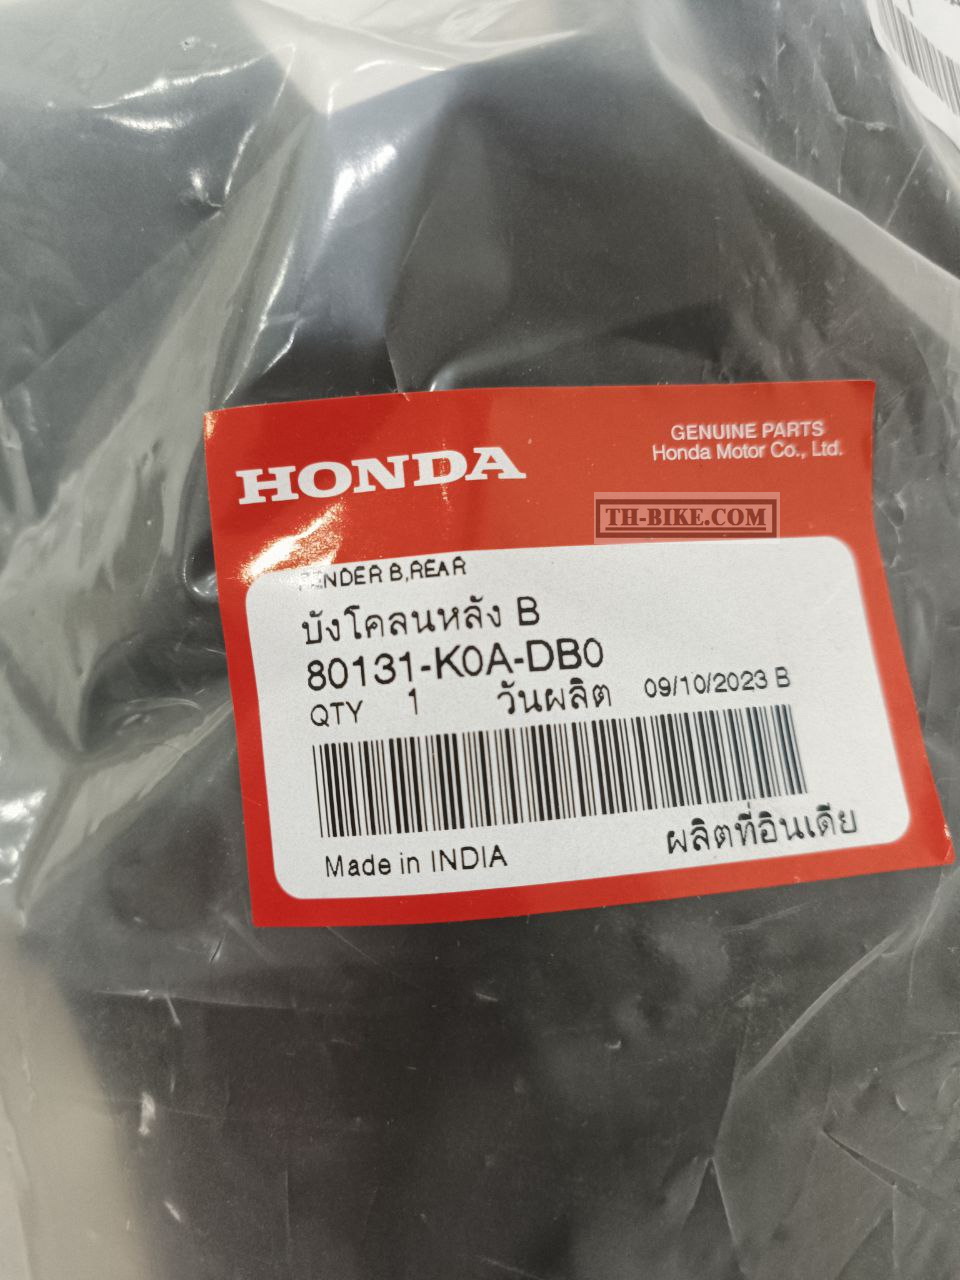 HONDA
GENUINE PARTS
Honda Motor Co., Ltd.
TH-BIKE.COM
FENDER B,REAR
บังโคลนหลัง B
80131-K0A-DB0
QTY 1 วันผลิต 09/10/2023 B
Made in INDIA ผลิตที่อินเดีย